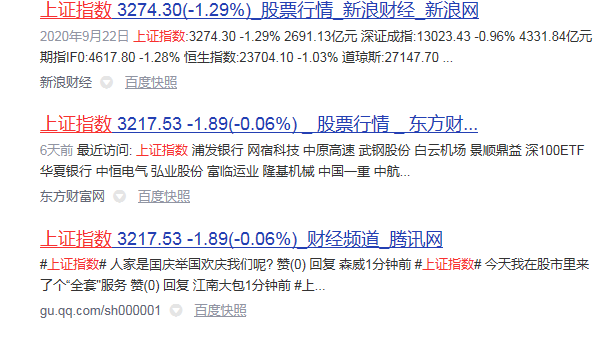 上证指数 3274.30(-1.29%)_股票行情_新浪财经_新浪网
2020年9月22日 上证指数:3274.30 -1.29% 2691.13亿元 深证成指:13023.43 -0.96% 4331.84亿元
期指IF0:4617.80 -1.28% 恒生指数:23704.10 -1.03% 道琼斯:27147.70 ...
新浪财经 百度快照
上证指数 3217.53 -1.89(-0.06%) _ 股票行情 _ 东方财...
6天前 最近访问: 上证指数 浦发银行 网宿科技 中原高速 武钢股份 白云机场 景顺鼎益 深100ETF
华夏银行 中恒电气 弘业股份 富临运业 隆基机械 中国一重 中航...
东方财富网 百度快照
上证指数 3217.53 -1.89(-0.06%)_财经频道_腾讯网
#上证指数# 人家是国庆举国欢庆我们呢? 赞(0) 回复 森威1分钟前 #上证指数# 今天我在股市里来
了个“全套”服务 赞(0) 回复 江南大包1分钟前 #上...
gu.qq.com/sh000001 百度快照